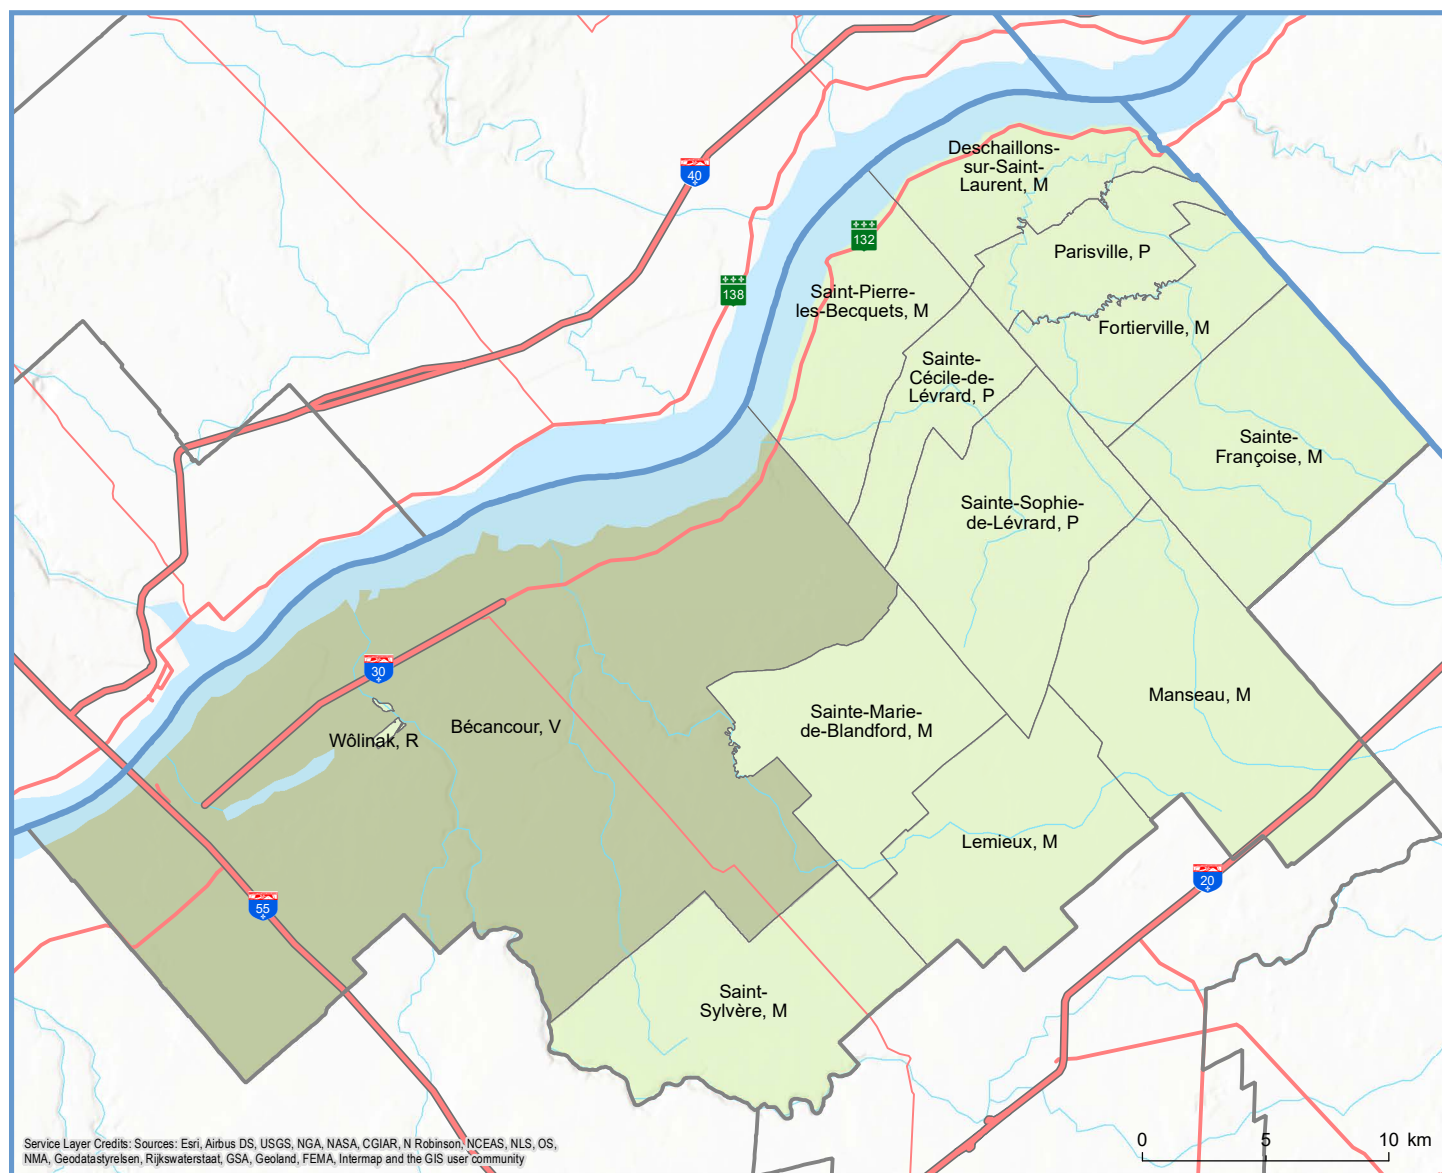 Deschaillons-
sur-Saint-
Laurent, M
40
132
Parisville, P
138
Saint-Pierre-
les-Becquets, M
Fortierville, M
Sainte-
Cécile-de-
Lévrard, P
Sainte-
Françoise, M
Sainte-Sophie-
de-Lévrard, P
30
Manseau, M
Sainte-Marie-
de-Blandford, M
Bécancour, V
Wôlinak, R
Lemieux, M
20
55
Saint-
Sylvère, M
0 5 10 km
Service Layer Credits: Sources: Esri, Airbus DS, USGS, NGA, NASA, CGIAR, N Robinson, NCEAS, NLS, OS,
NMA, Geodatastyrelsen, Rijkswaterstaat, GSA, Geoland, FEMA, Intermap and the GIS user community